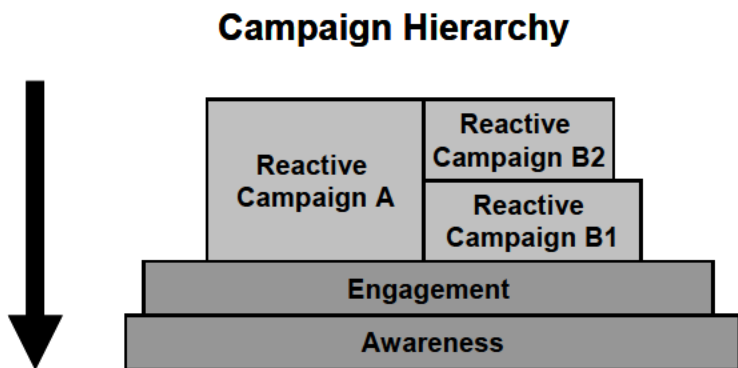 Campaign Hierarchy
Reactive
Campaign A
Reactive
Campaign B2
Reactive
Campaign B1
Engagement
Awareness